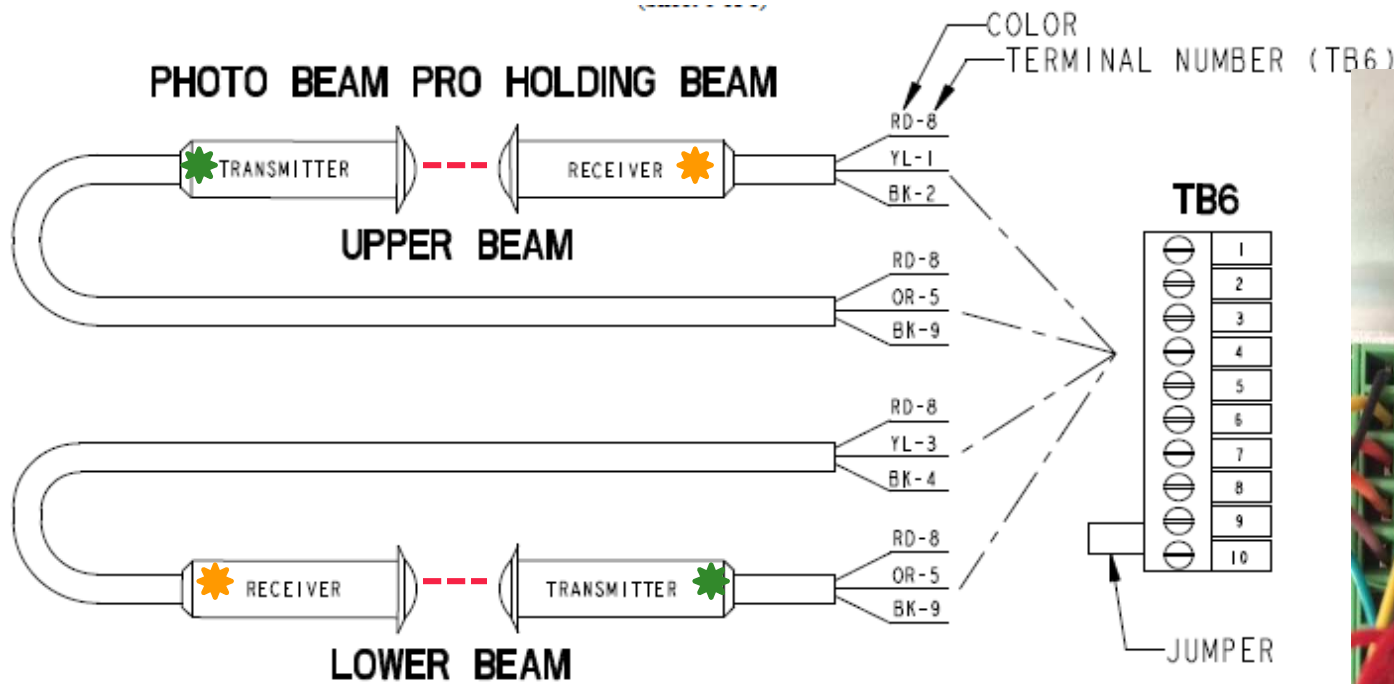 COLOR
TERMINAL NUMBER (TB6)
PHOTO BEAM PRO HOLDING BEAM
RD-8
TRANSMITTER
RECEIVER
YL-1
BK-2
UPPER BEAM
TB6
RD-8
OR-5
BK-9
1
2
3
4
5
6
7
8
9
10
RD-8
YL-3
BK-4
RD-8
RECEIVER
TRANSMITTER
OR-5
BK-9
LOWER BEAM
JUMPER